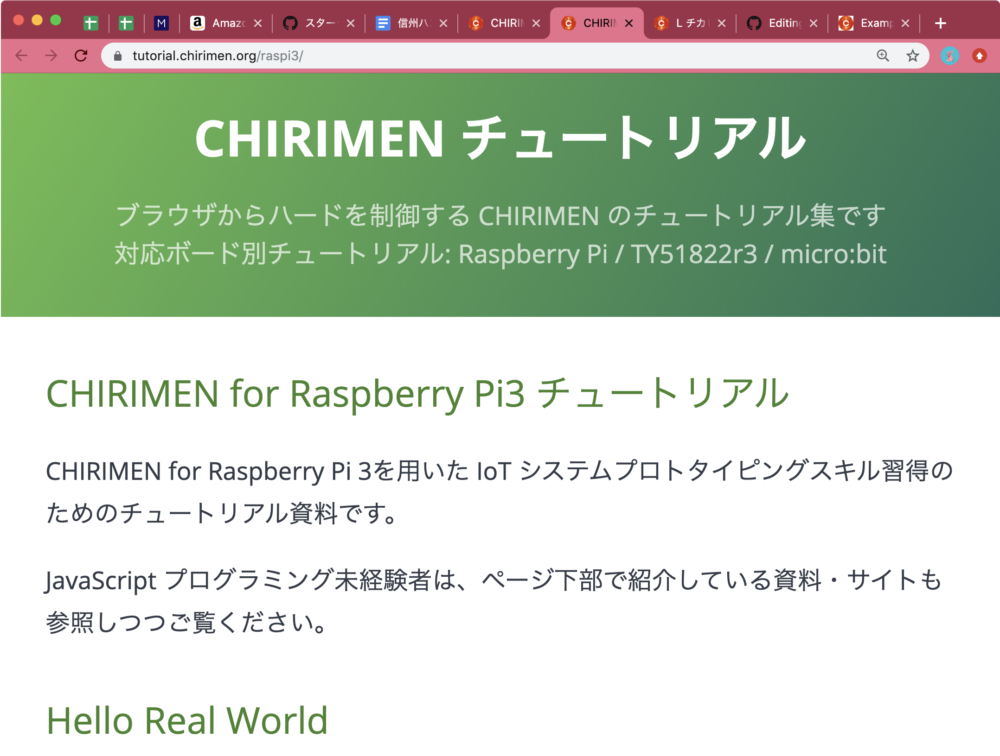 M
Amaz
スター
信州ハ
CHIRIM
CHIRIM
L チカ
Editing
Examp
tutorial.chirimen.org/raspi3/
CHIRIMEN チュートリアル
ブラウザからハードを制御する CHIRIMEN のチュートリアル集です
対応ボード別チュートリアル: Raspberry Pi / TY51822r3 / micro:bit
CHIRIMEN for Raspberry Pi3 チュートリアル
CHIRIMEN for Raspberry Pi 3を用いた IoT システムプロトタイピングスキル習得の
ためのチュートリアル資料です。
JavaScript プログラミング未経験者は、ページ下部で紹介している資料・サイトも
参照しつつご覧ください。
Hello Real World